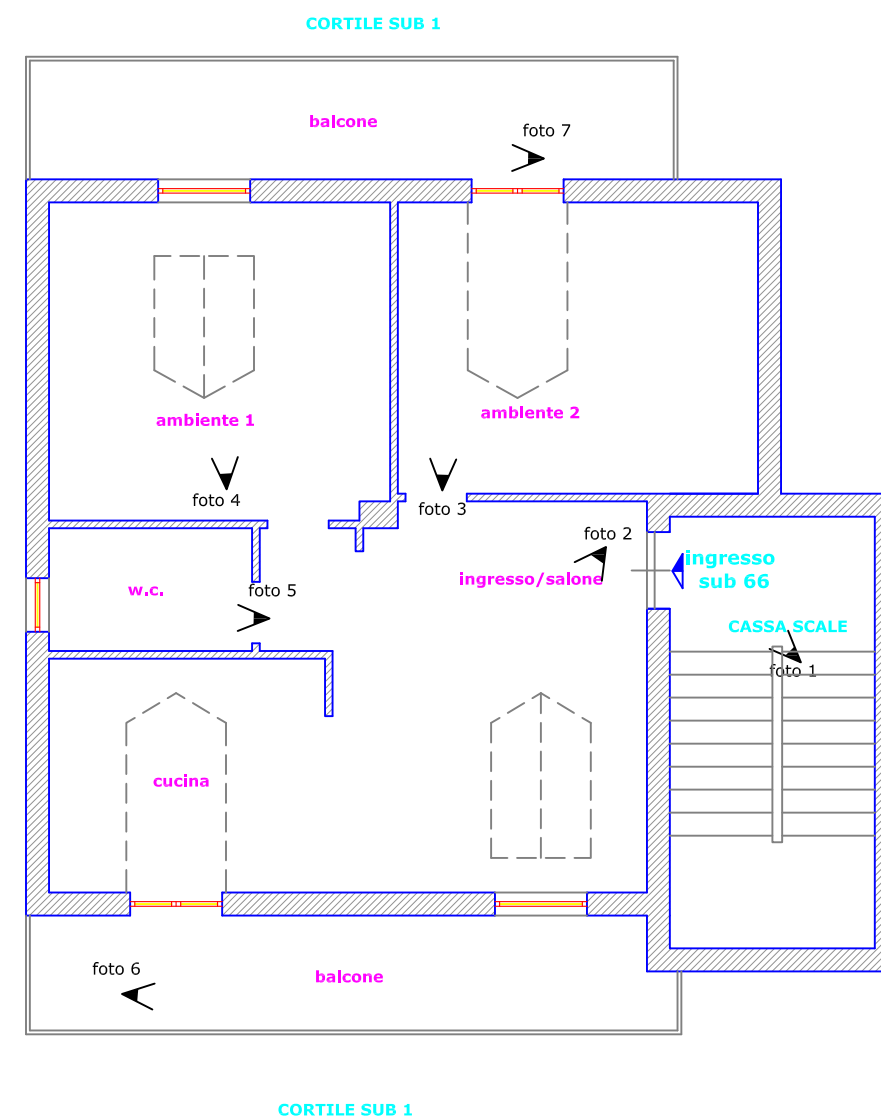 CORTILE SUB 1
balcone
foto 7
ambiente 1
amblente 2
foto 4
foto 3
foto 2
ingresso/salone
ingresso
sub 66
w.c.
foto 5
CASSA SCALE
foto 1
cucina
foto 6
balcone
CORTILE SUB 1